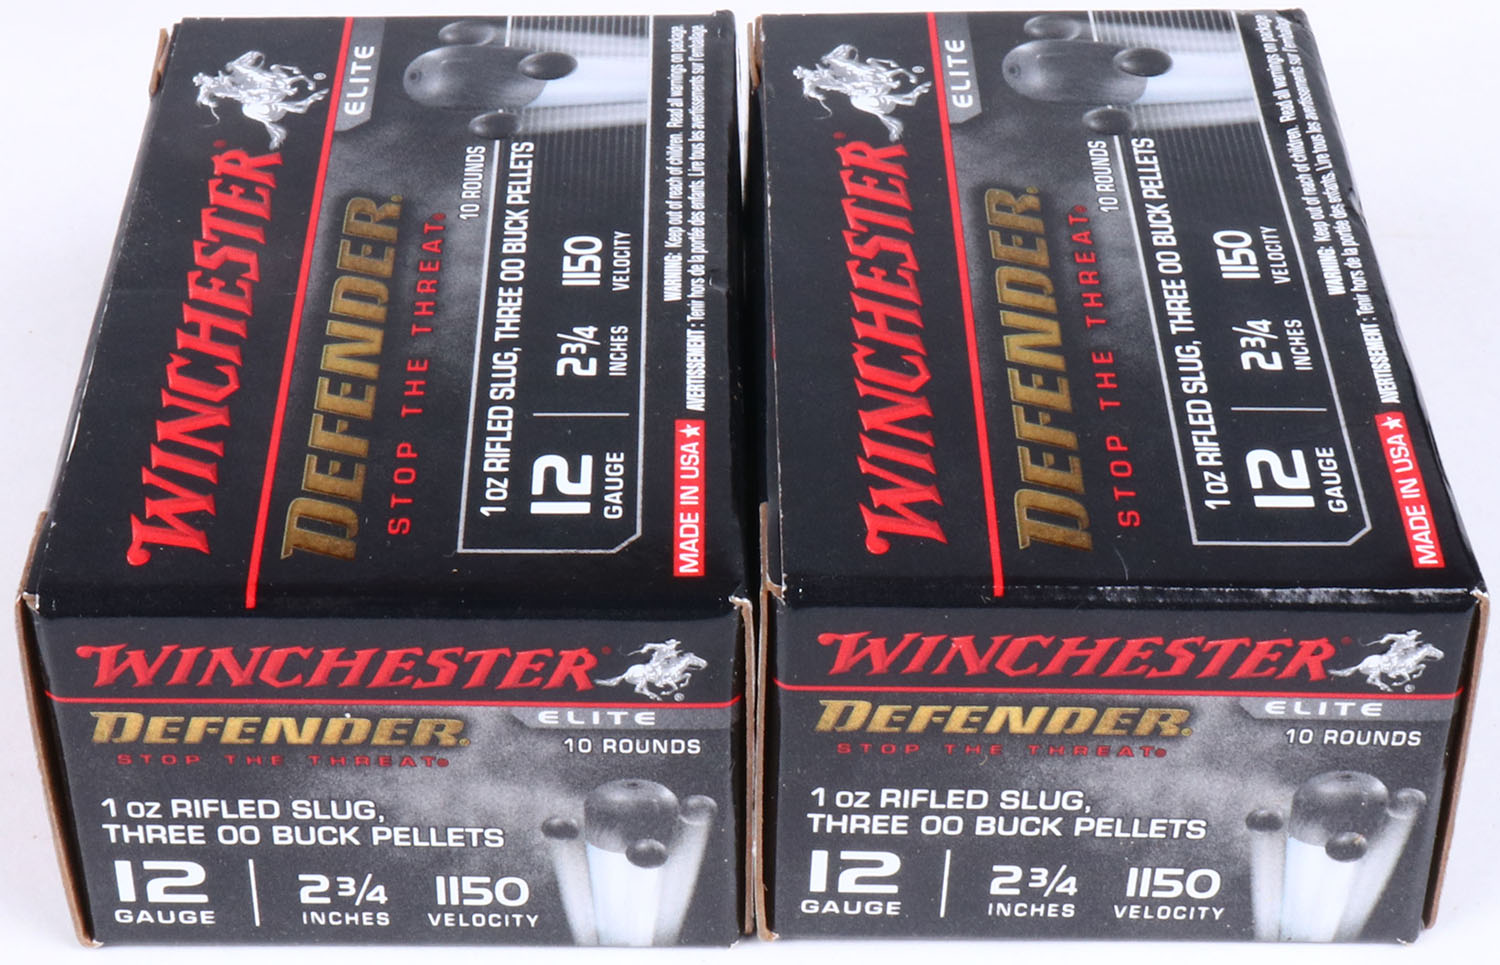 WINCHESTER®
ELITE
DEFENDER®
STOP THE THREAT®
10 ROUNDS
1 oz RIFLED SLUG, THREE 00 BUCK PELLETS
12 GAUGE
2 3/4 INCHES
1150 VELOCITY
MADE IN USA ★
WARNING: Keep out of reach of children. Read all warnings on package.
AVERTISSEMENT : Tenir hors de la portée des enfants. Lire tous les avertissements sur l'emballage.
WINCHESTER®
ELITE
DEFENDER®
STOP THE THREAT®
10 ROUNDS
1 oz RIFLED SLUG, THREE 00 BUCK PELLETS
12 GAUGE
2 3/4 INCHES
1150 VELOCITY
MADE IN USA ★
WARNING: Keep out of reach of children. Read all warnings on package.
AVERTISSEMENT : Tenir hors de la portée des enfants. Lire tous les avertissements sur l'emballage
WINCHESTER®
DEFENDER®
ELITE
STOP THE THREAT®
10 ROUNDS
1 oz RIFLED SLUG,
THREE 00 BUCK PELLETS
12 2 3/4 1150
GAUGE INCHES VELOCITY
WINCHESTER®
DEFENDER®
ELITE
STOP THE THREAT®
10 ROUNDS
1 oz RIFLED SLUG,
THREE 00 BUCK PELLETS
12 2 3/4 1150
GAUGE INCHES VELOCITY